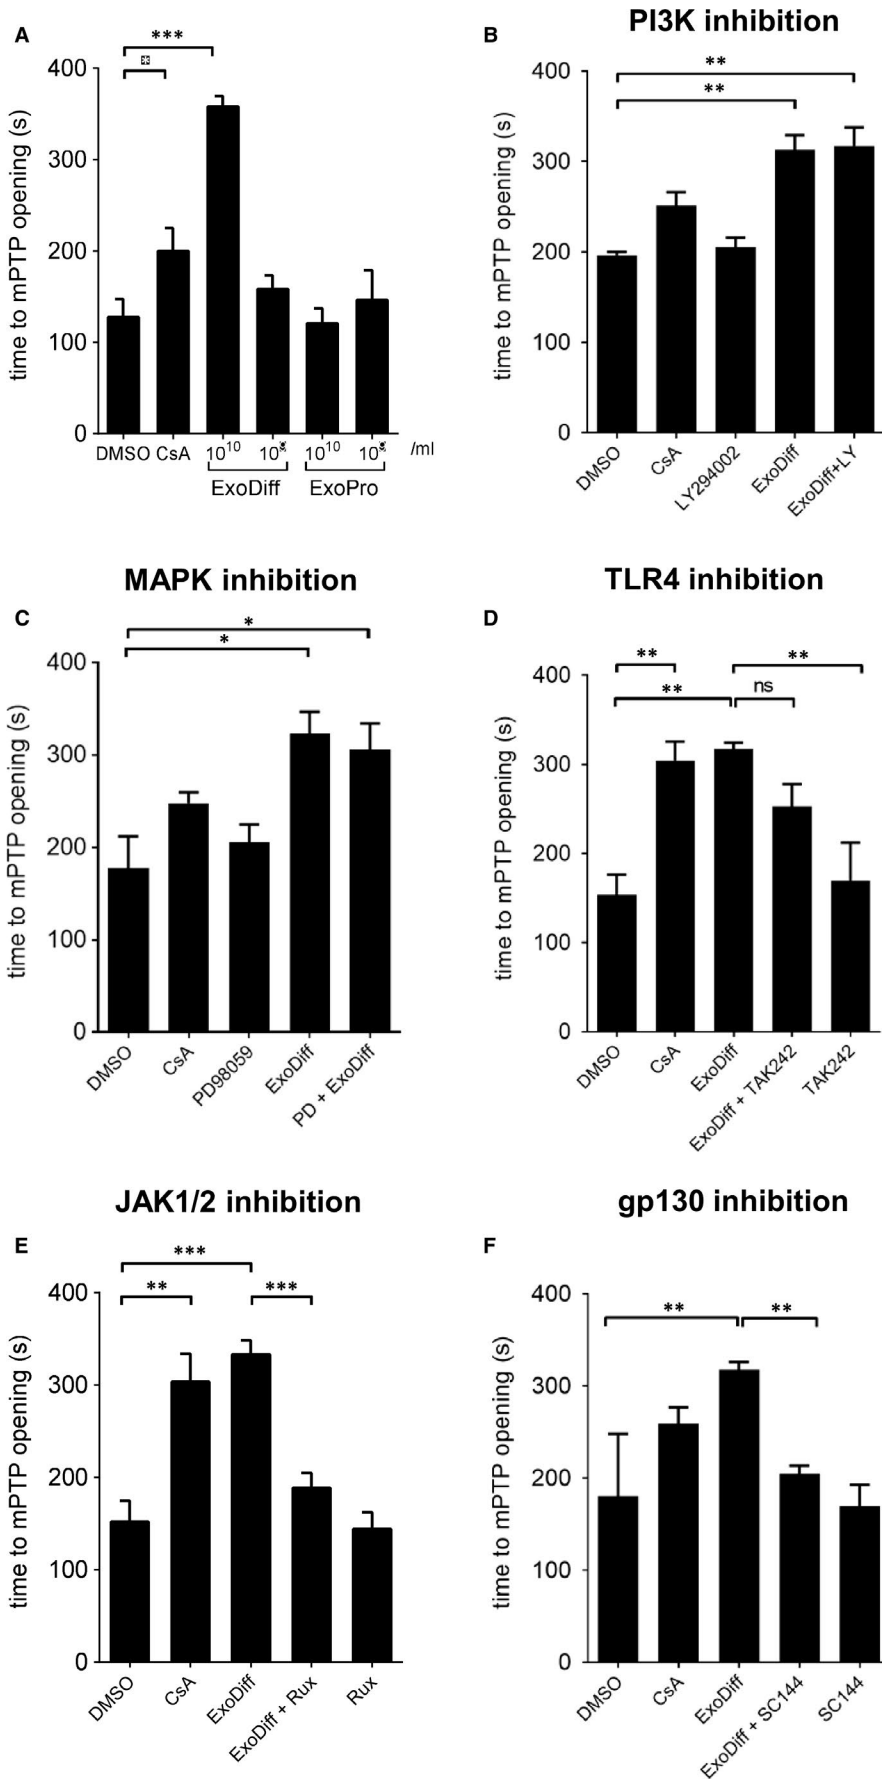 A
***
*
400
300
200
100
0
time to mPTP opening (s)
DMSO CsA 10¹⁰ 10⁹ 10¹⁰ 10⁹ /ml
ExoDiff ExoPro
PI3K inhibition
B
**
**
400
300
200
100
0
time to mPTP opening (s)
DMSO
CsA
LY294002
ExoDiff
ExoDiff+LY
MAPK inhibition
C
*
*
400
300
200
100
0
time to mPTP opening (s)
DMSO
CsA
PD98059
ExoDiff
PD + ExoDiff
TLR4 inhibition
D
** **
** ns
400
300
200
100
0
time to mPTP opening (s)
DMSO
CsA
ExoDiff
ExoDiff + TAK242
TAK242
JAK1/2 inhibition
E
***
** ***
400
300
200
100
0
time to mPTP opening (s)
DMSO
CsA
ExoDiff
ExoDiff + Rux
Rux
gp130 inhibition
F
** **
400
300
200
100
0
time to mPTP opening (s)
DMSO
CsA
ExoDiff
ExoDiff + SC144
SC144